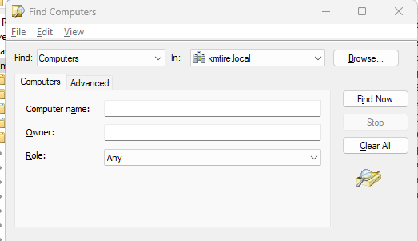 Find Computers
File Edit View
Find: Computers In: kmfire.local Browse...
Computers Advanced
Computer name: Find Now
Owner: Stop
Role: Any Clear All